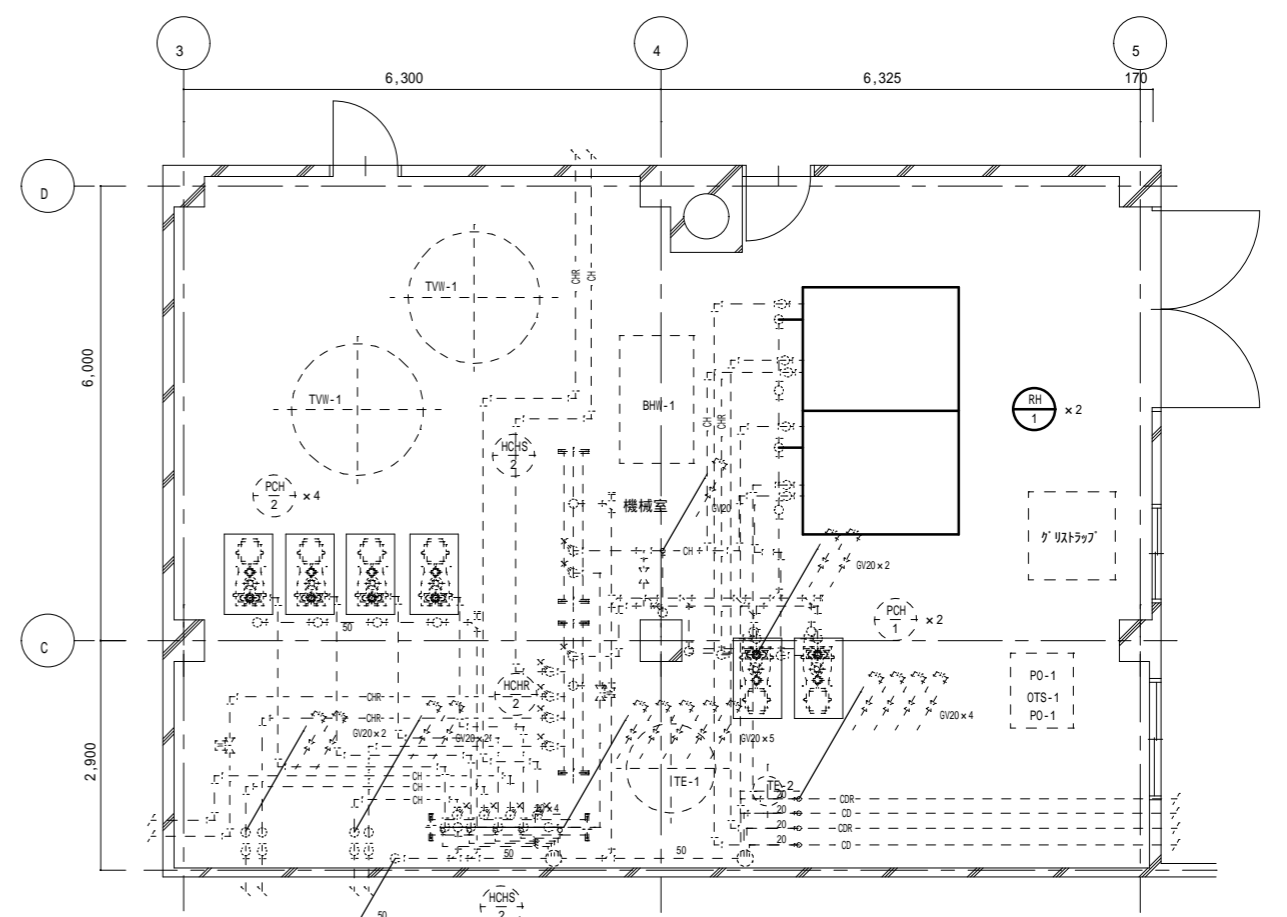 3
4
5
6,300
6,325
170
D
C
6,000
2,900
TVW-1
TVW-1
CHR
CH
BHW-1
HCHS
2
PCH
2
×4
CH
CHR
RH
1
×2
機械室
GV20
グリストラップ
CH
GV20×2
PCH
1
×2
50
HCHR
2
CHR
CHR
GV20×2
GV20×2
GV20×5
GV20×4
PO-1
OTS-1
PO-1
TE-1
TE-2
CH
CH
CH
20
CDR
20
CD
20
CDR
20
CD
50
50
HCHS
2
50